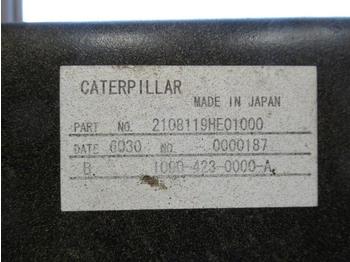 CATERPILLAR
MADE IN JAPAN
PART NO. 2108119HE01000
DATE 6030 NO. 0000187
B. 1000-423-0000-A